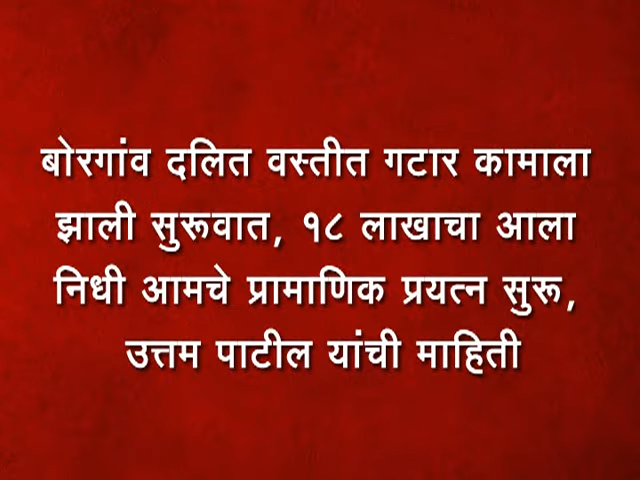 बोरगांव दलित वस्तीत गटार कामाला
झाली सुरूवात, १८ लाखाचा आला
निधी आमचे प्रामाणिक प्रयत्न सुरू,
उत्तम पाटील यांची माहिती